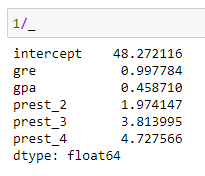 1/_
intercept 48.272116
gre 0.997784
gpa 0.458710
prest_2 1.974147
prest_3 3.813995
prest_4 4.727566
dtype: float64